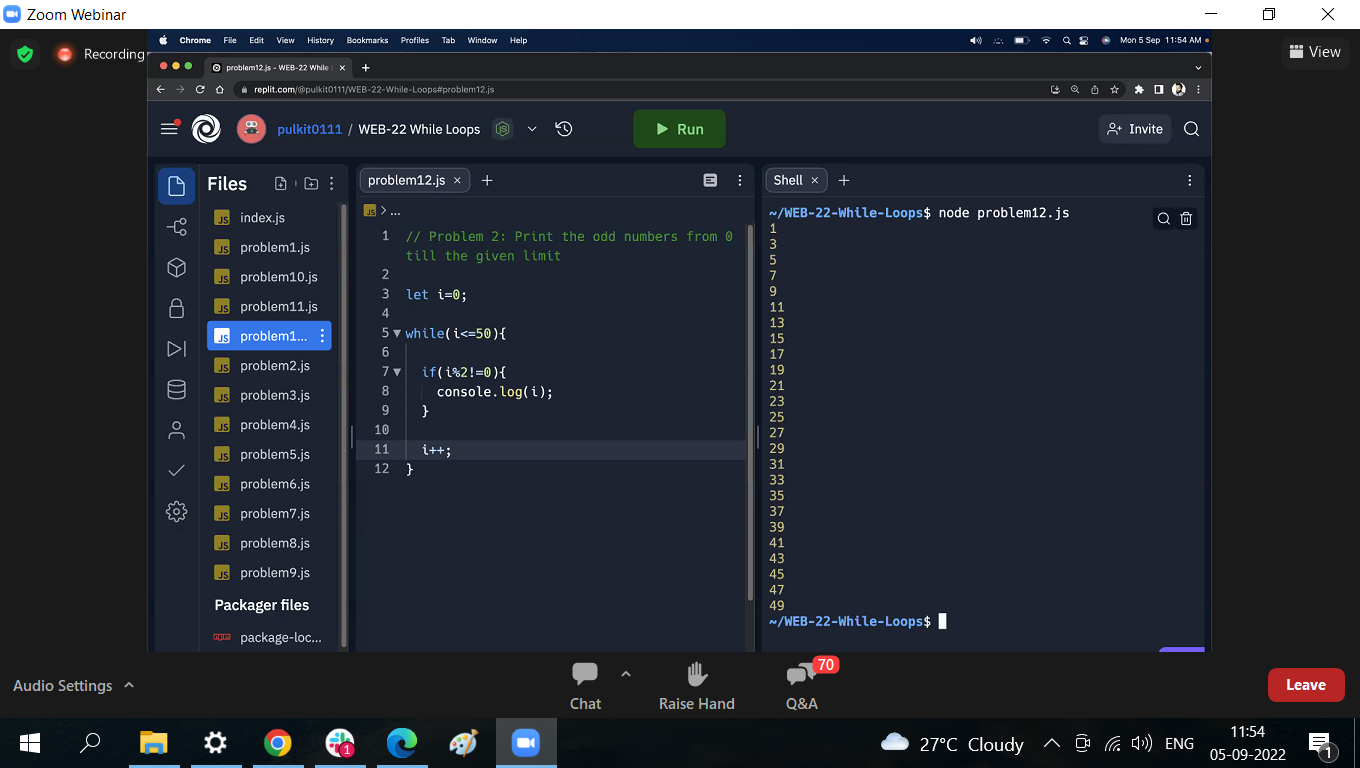 Zoom Webinar
Recording
View
Chrome File Edit View History Bookmarks Profiles Tab Window Help
Mon 5 Sep 11:54 AM
problem12.js - WEB-22 While
replit.com/@pulkit0111/WEB-22-While-Loops#problem12.js
pulkit0111 / WEB-22 While Loops
Run
Invite
Files
index.js
problem1.js
problem10.js
problem11.js
problem1...
problem2.js
problem3.js
problem4.js
problem5.js
problem6.js
problem7.js
problem8.js
problem9.js
Packager files
package-loc...
problem12.js
JS > ...
1 // Problem 2: Print the odd numbers from 0
till the given limit
2
3 let i=0;
4
5 while(i<=50){
6
7 if(i%2!=0){
8 console.log(i);
9 }
10
11 i++;
12 }
Shell
~/WEB-22-While-Loops$ node problem12.js
1
3
5
7
9
11
13
15
17
19
21
23
25
27
29
31
33
35
37
39
41
43
45
47
49
~/WEB-22-While-Loops$
Audio Settings
Chat
Raise Hand
70
Q&A
Leave
1
27°C Cloudy
ENG
11:54
05-09-2022
1